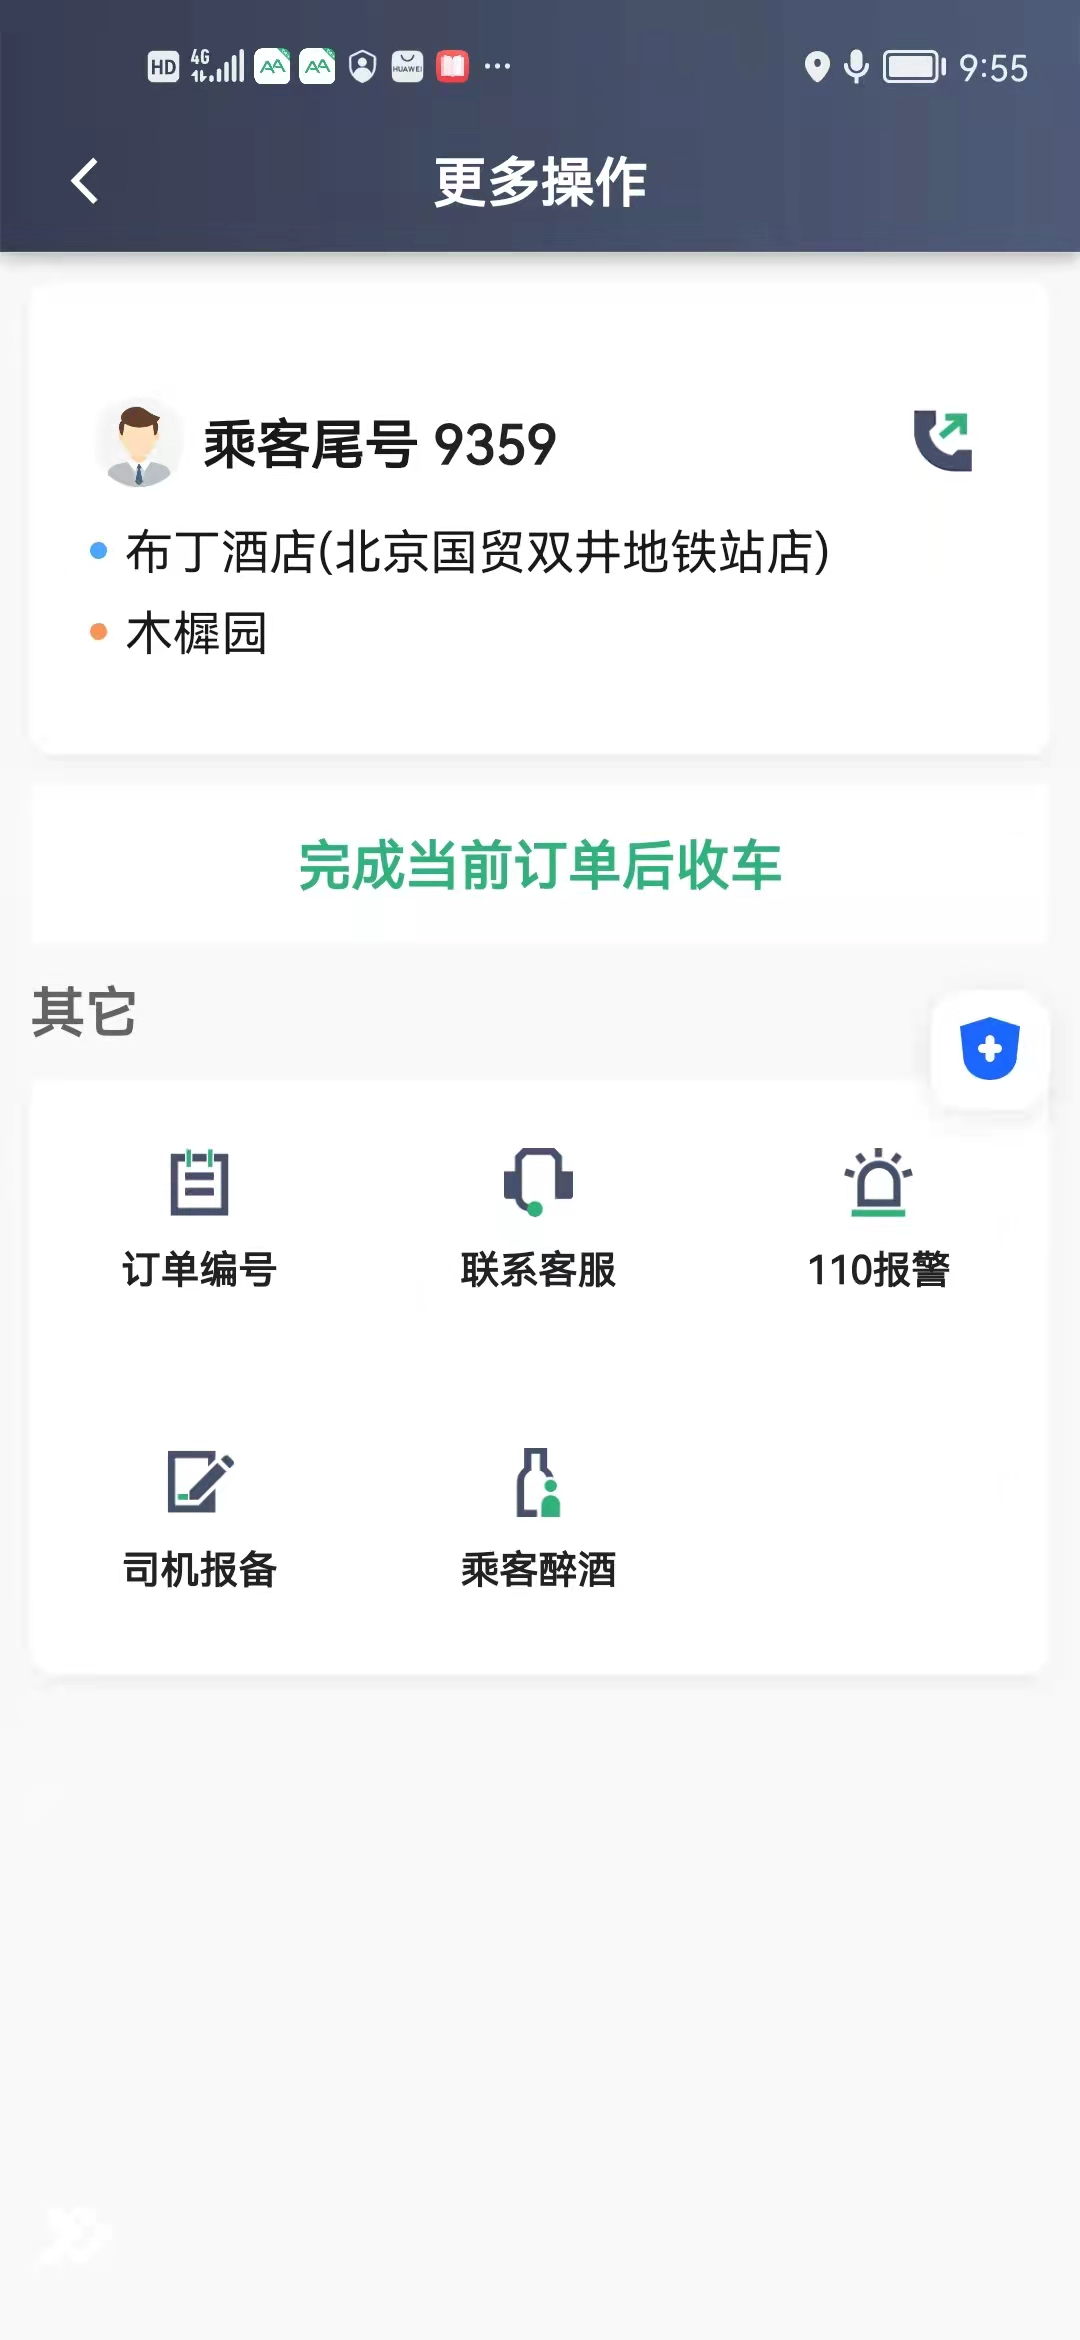 HD 4G 9:55
更多操作
乘客尾号 9359
布丁酒店(北京国贸双井地铁站店)
木樨园
完成当前订单后收车
其它
订单编号 联系客服 110报警
司机报备 乘客醉酒